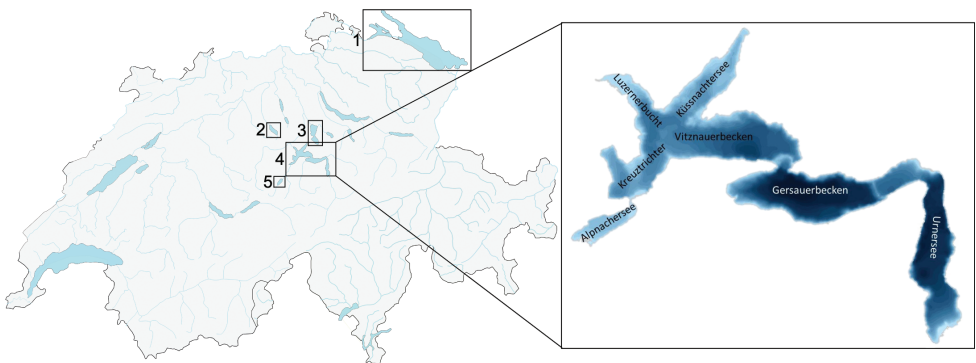 1
2
3
4
5
Luzernerbucht
Küssnachtersee
Vitznauerbecken
Kreuztrichter
Gersauerbecken
Alpnachersee
Urnersee